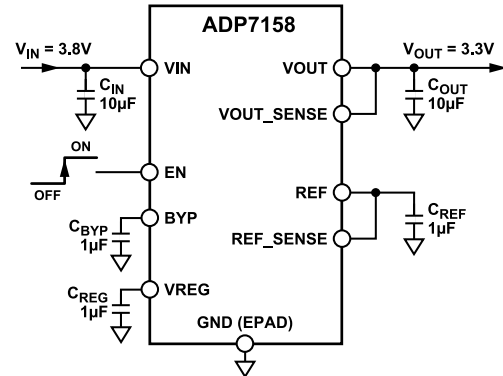 ADP7158
VIN = 3.8V
VOUT = 3.3V
VIN
VOUT
CIN
10µF
COUT
10µF
VOUT_SENSE
ON
OFF
EN
REF
BYP
CBYP
1µF
CREF
1µF
REF_SENSE
VREG
CREG
1µF
GND (EPAD)